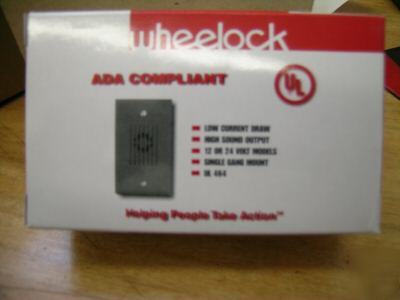 wheelock
ADA COMPLIANT
UL
LOW CURRENT DRAW
HIGH SOUND OUTPUT
12 OR 24 VOLT MODELS
SINGLE GANG MOUNT
UL 464
Helping People Take Action™